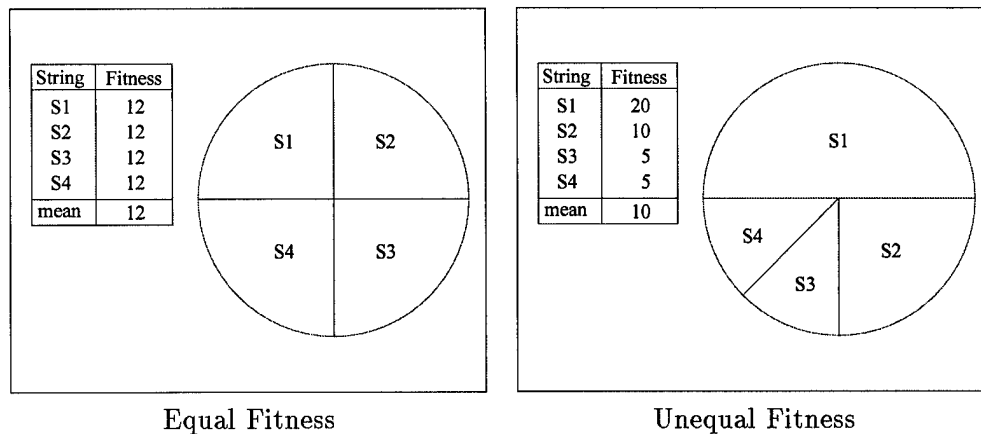 String Fitness
S1 12
S2 12
S3 12
S4 12
mean 12
S1 S2
S4 S3
Equal Fitness
String Fitness
S1 20
S2 10
S3 5
S4 5
mean 10
S1
S4 S2
S3
Unequal Fitness